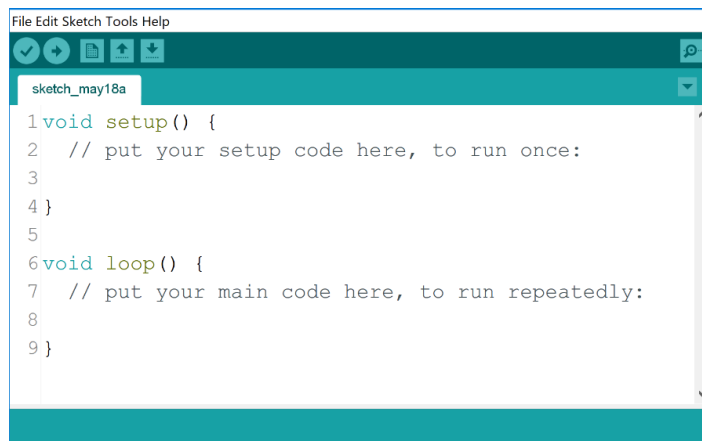 File Edit Sketch Tools Help
sketch_may18a
1 void setup() {
2   // put your setup code here, to run once:
3
4 }
5
6 void loop() {
7   // put your main code here, to run repeatedly:
8
9 }